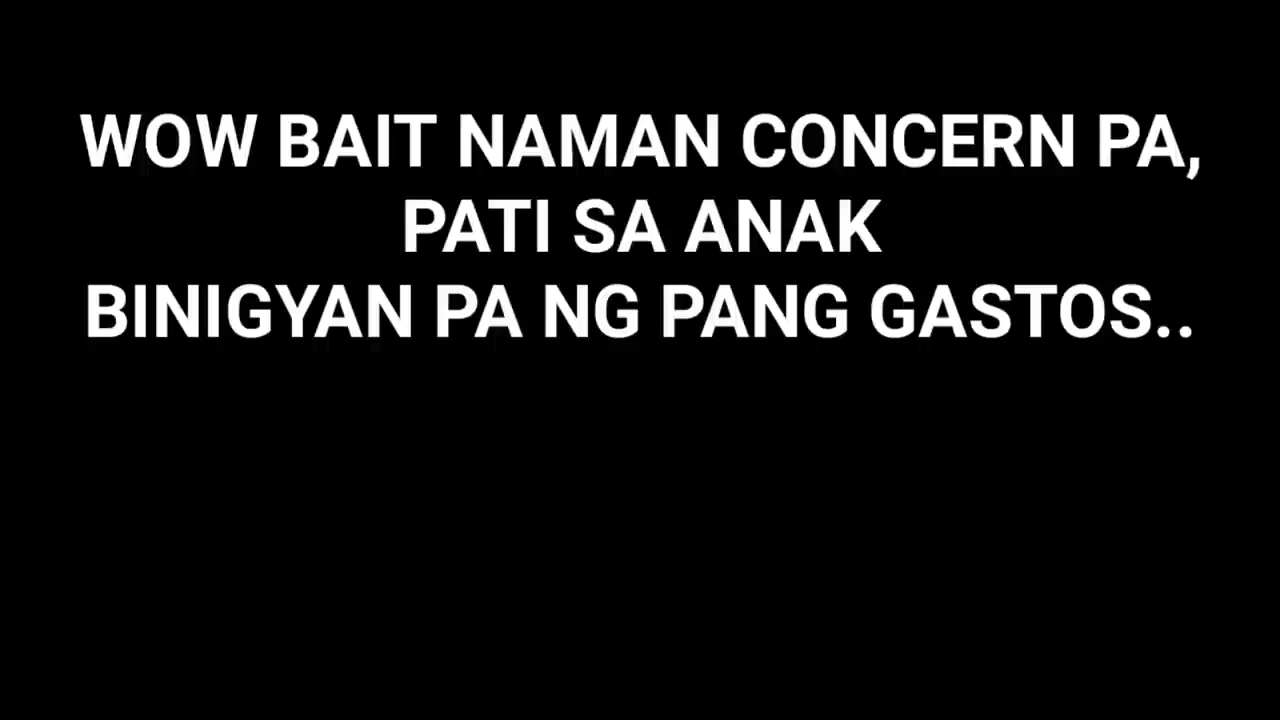 WOW BAIT NAMAN CONCERN PA,
PATI SA ANAK
BINIGYAN PA NG PANG GASTOS..